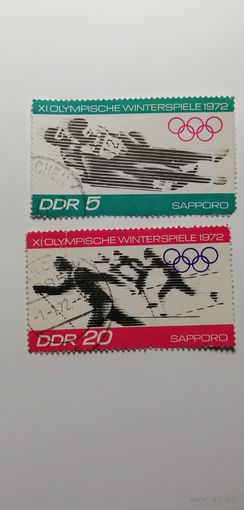 XI OLYMPISCHE WINTERSPIELE 1972
DDR 5 SAPPORO
XI OLYMPISCHE WINTERSPIELE 1972
DDR 20 SAPPORO